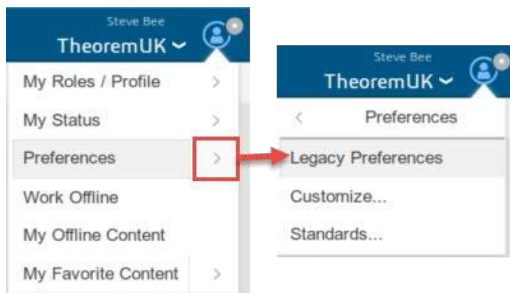 Steve Bee
TheoremUK
My Roles / Profile
My Status
Preferences
Work Offline
My Offline Content
My Favorite Content
Steve Bee
TheoremUK
Preferences
Legacy Preferences
Customize...
Standards...